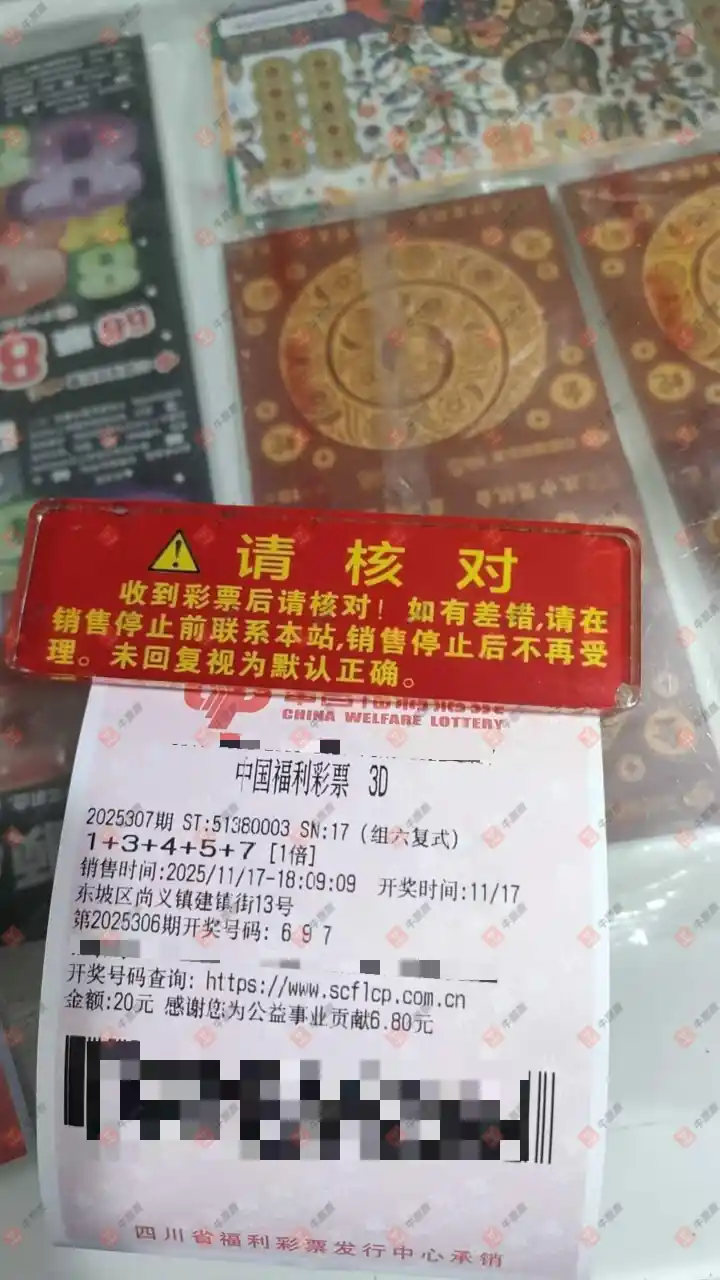 请核对
收到彩票后请核对！如有差错,请在
销售停止前联系本站,销售停止后不再受
理。未回复视为默认正确。
CHINA WELFARE LOTTERY
中国福利彩票 3D
2025307期 ST:51380003 SN:17 (组六复式)
1+3+4+5+7 [1倍]
销售时间:2025/11/17-18:09:09 开奖时间:11/17
东坡区尚义镇建镇街13号
第2025306期开奖号码: 6 9 7
开奖号码查询: https://www.scflcp.com.cn
金额:20元 感谢您为公益事业贡献6.80元
四川省福利彩票发行中心承销